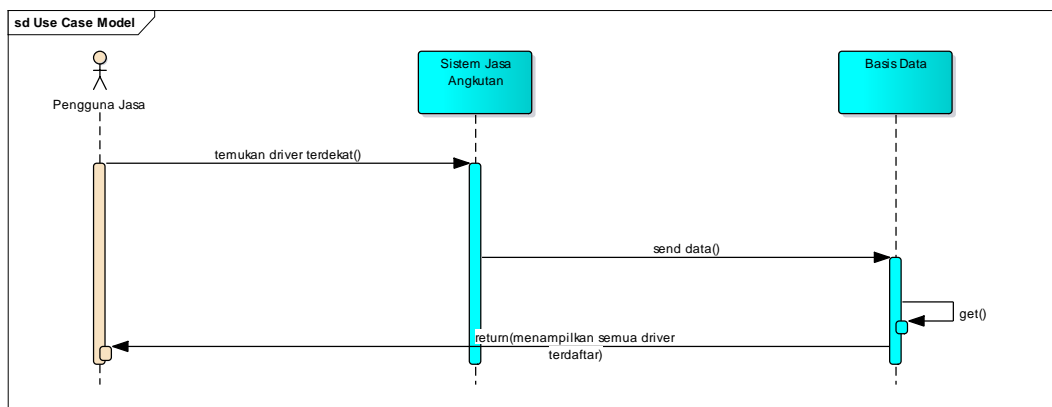 sd Use Case Model
Pengguna Jasa
Sistem Jasa
Angkutan
Basis Data
temukan driver terdekat()
send data()
get()
return(menampilkan semua driver
terdaftar)